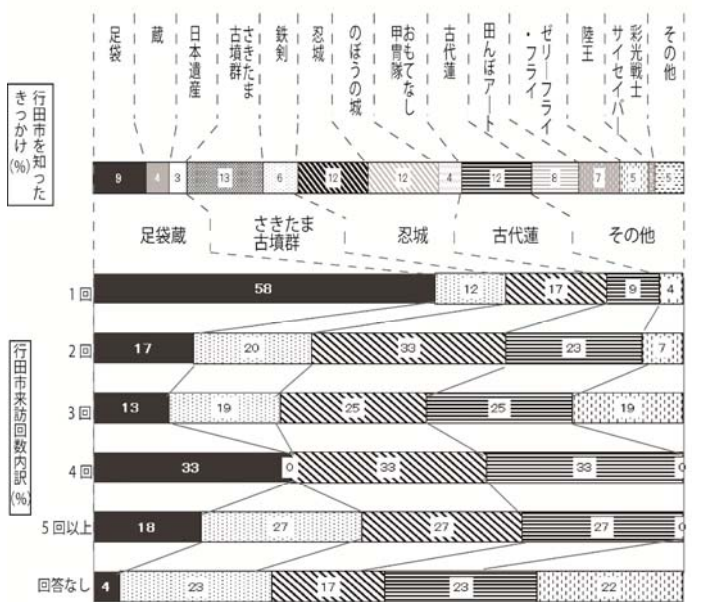 足袋
蔵
日本遺産
さきたま
古墳群
鉄剣
忍城
のぼうの城
おもてなし
甲冑隊
古代蓮
田んぼアート
ゼリーフライ
・フライ
陸王
彩光戦士
サイセイバー
その他
行田市を知った
きっかけ
(%)
9 4 3 13 6 12 12 4 12 8 7 5 5
足袋蔵
さきたま
古墳群
忍城
古代蓮
その他
行田市来訪回数内訳
(%)
1回 58 12 17 9 4
2回 17 20 33 23 7
3回 13 19 25 25 19
4回 33 0 33 33 0
5回以上 18 27 27 27 0
回答なし 4 23 17 23 22